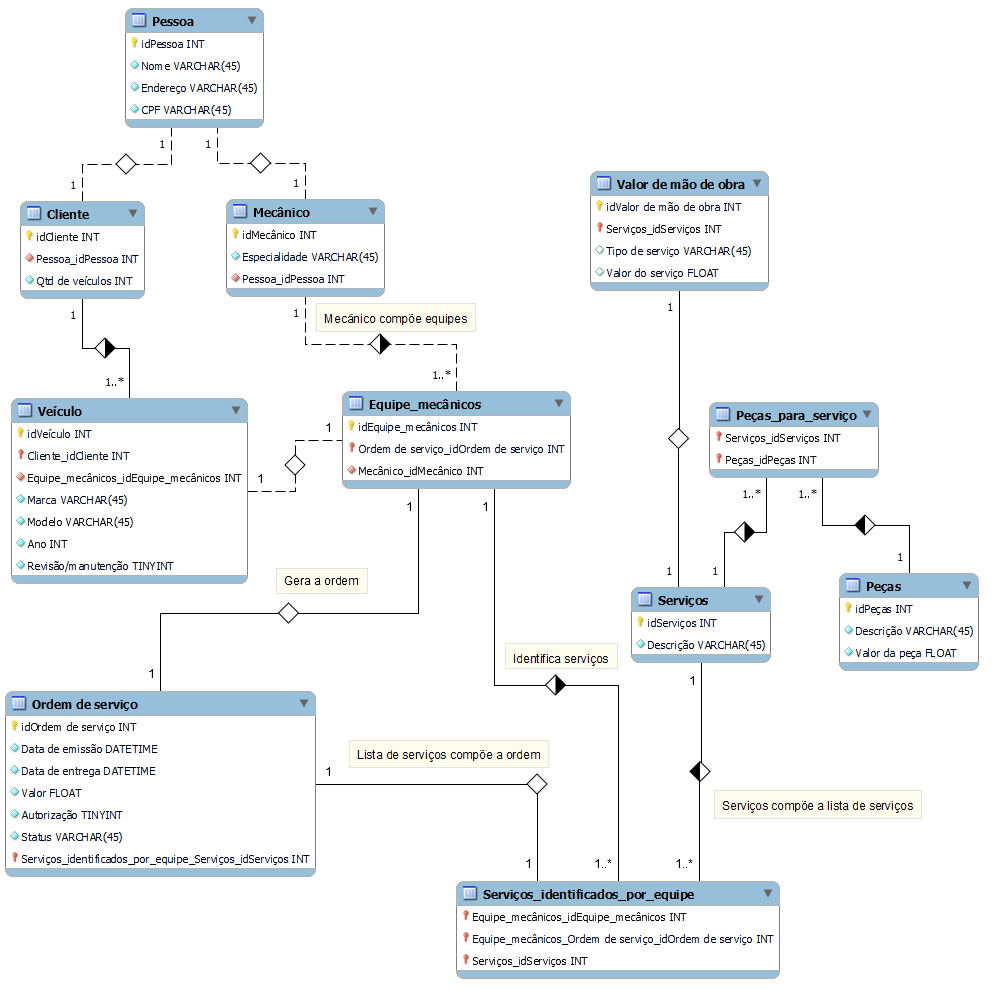 Pessoa
idPessoa INT
Nome VARCHAR(45)
Endereço VARCHAR(45)
CPF VARCHAR(45)
1
1
1
1
Cliente
idCliente INT
Pessoa_idPessoa INT
Qtd de veículos INT
Mecânico
idMecânico INT
Especialidade VARCHAR(45)
Pessoa_idPessoa INT
Valor de mão de obra
idValor de mão de obra INT
Serviços_idServiços INT
Tipo de serviço VARCHAR(45)
Valor do serviço FLOAT
1
1..*
1
Mecânico compõe equipes
1..*
1
1
Veículo
idVeículo INT
Cliente_idCliente INT
Equipe_mecânicos_idEquipe_mecânicos INT
Marca VARCHAR(45)
Modelo VARCHAR(45)
Ano INT
Revisão/manutenção TINYINT
1
1
Equipe_mecânicos
idEquipe_mecânicos INT
Ordem de serviço_idOrdem de serviço INT
Mecânico_idMecânico INT
Peças_para_serviço
Serviços_idServiços INT
Peças_idPeças INT
1..*
1..*
1
1
1
1
Gera a ordem
1
Identifica serviços
Serviços
idServiços INT
Descrição VARCHAR(45)
Peças
idPeças INT
Descrição VARCHAR(45)
Valor da peça FLOAT
1
Ordem de serviço
idOrdem de serviço INT
Data de emissão DATETIME
Data de entrega DATETIME
Valor FLOAT
Autorização TINYINT
Status VARCHAR(45)
Serviços_identificados_por_equipe_Serviços_idServiços INT
1
Lista de serviços compõe a ordem
Serviços compõe a lista de serviços
1
1..*
1..*
Serviços_identificados_por_equipe
Equipe_mecânicos_idEquipe_mecânicos INT
Equipe_mecânicos_Ordem de serviço_idOrdem de serviço INT
Serviços_idServiços INT